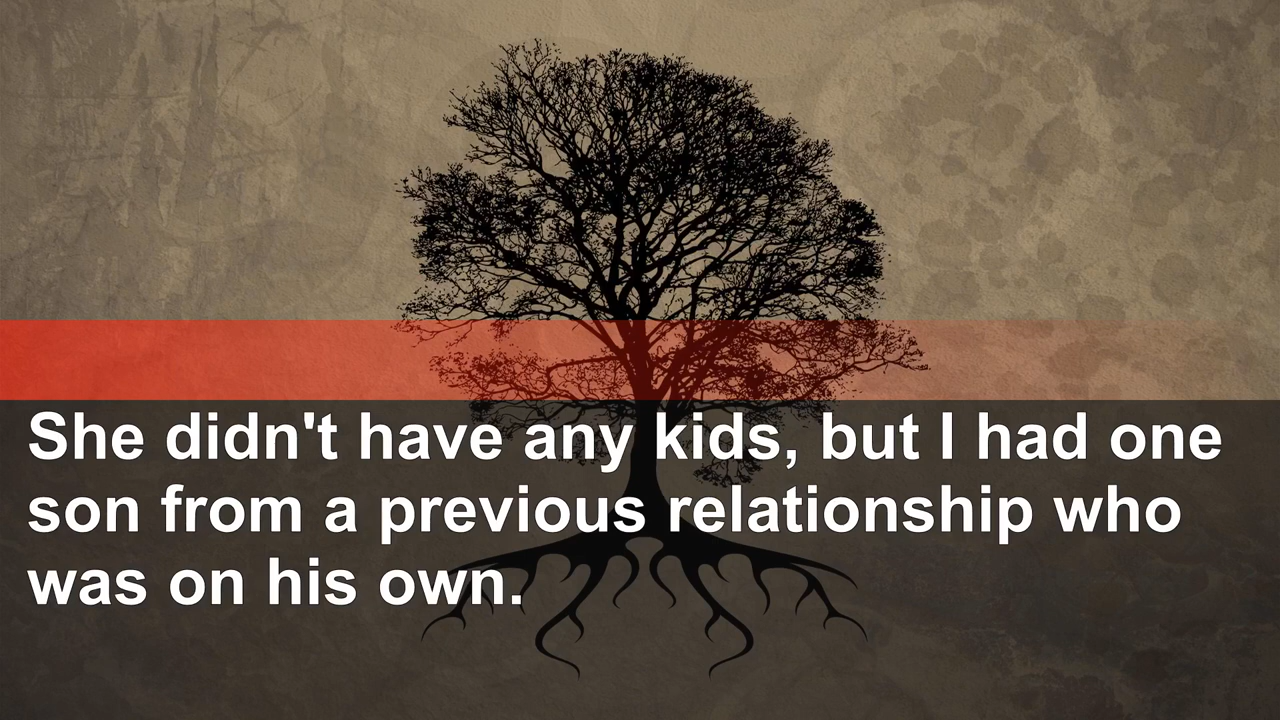 She didn't have any kids, but I had one
son from a previous relationship who
was on his own.